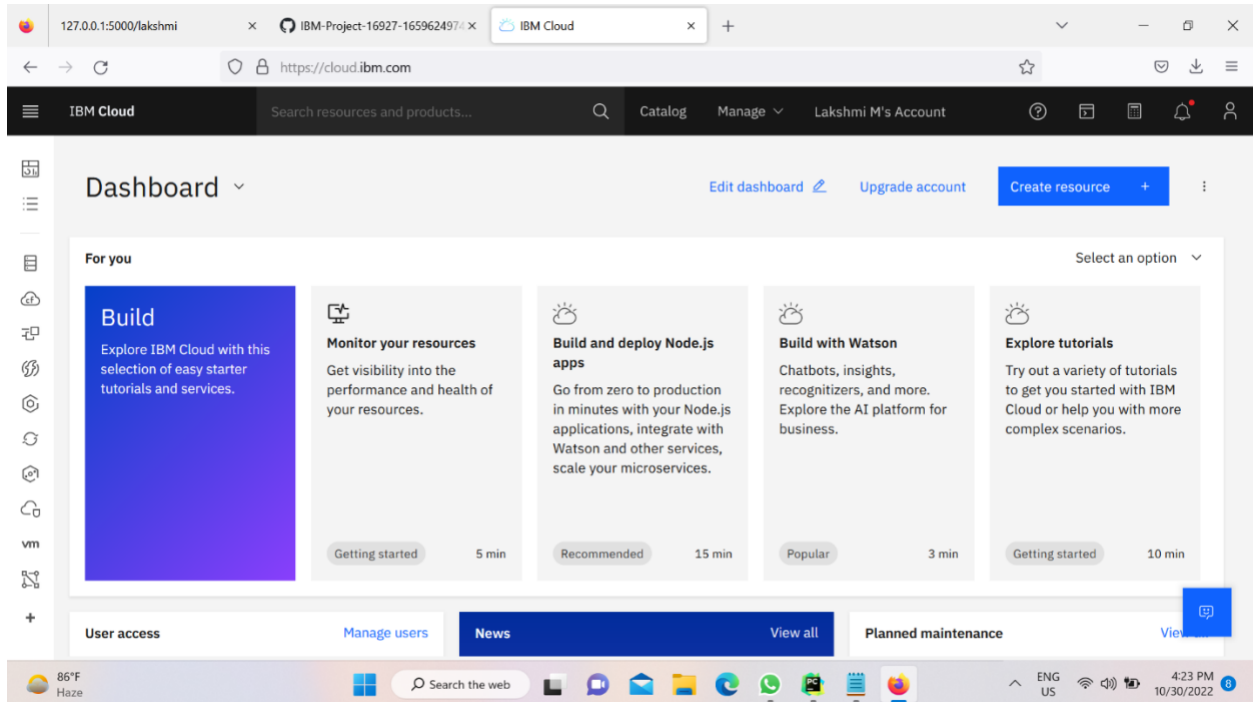 127.0.0.1:5000/lakshmi
IBM-Project-16927-1659624974
IBM Cloud
https://cloud.ibm.com
IBM Cloud
Search resources and products...
Catalog
Manage
Lakshmi M's Account
Dashboard
Edit dashboard
Upgrade account
Create resource +
For you
Select an option
Build
Explore IBM Cloud with this
selection of easy starter
tutorials and services.
Monitor your resources
Get visibility into the
performance and health of
your resources.
Getting started
5 min
Build and deploy Node.js
apps
Go from zero to production
in minutes with your Node.js
applications, integrate with
Watson and other services,
scale your microservices.
Recommended
15 min
Build with Watson
Chatbots, insights,
recognitizers, and more.
Explore the AI platform for
business.
Popular
3 min
Explore tutorials
Try out a variety of tutorials
to get you started with IBM
Cloud or help you with more
complex scenarios.
Getting started
10 min
vm
User access
Manage users
News
View all
Planned maintenance
86°F
Haze
Search the web
PC
ENG
US
4:23 PM
10/30/2022
8